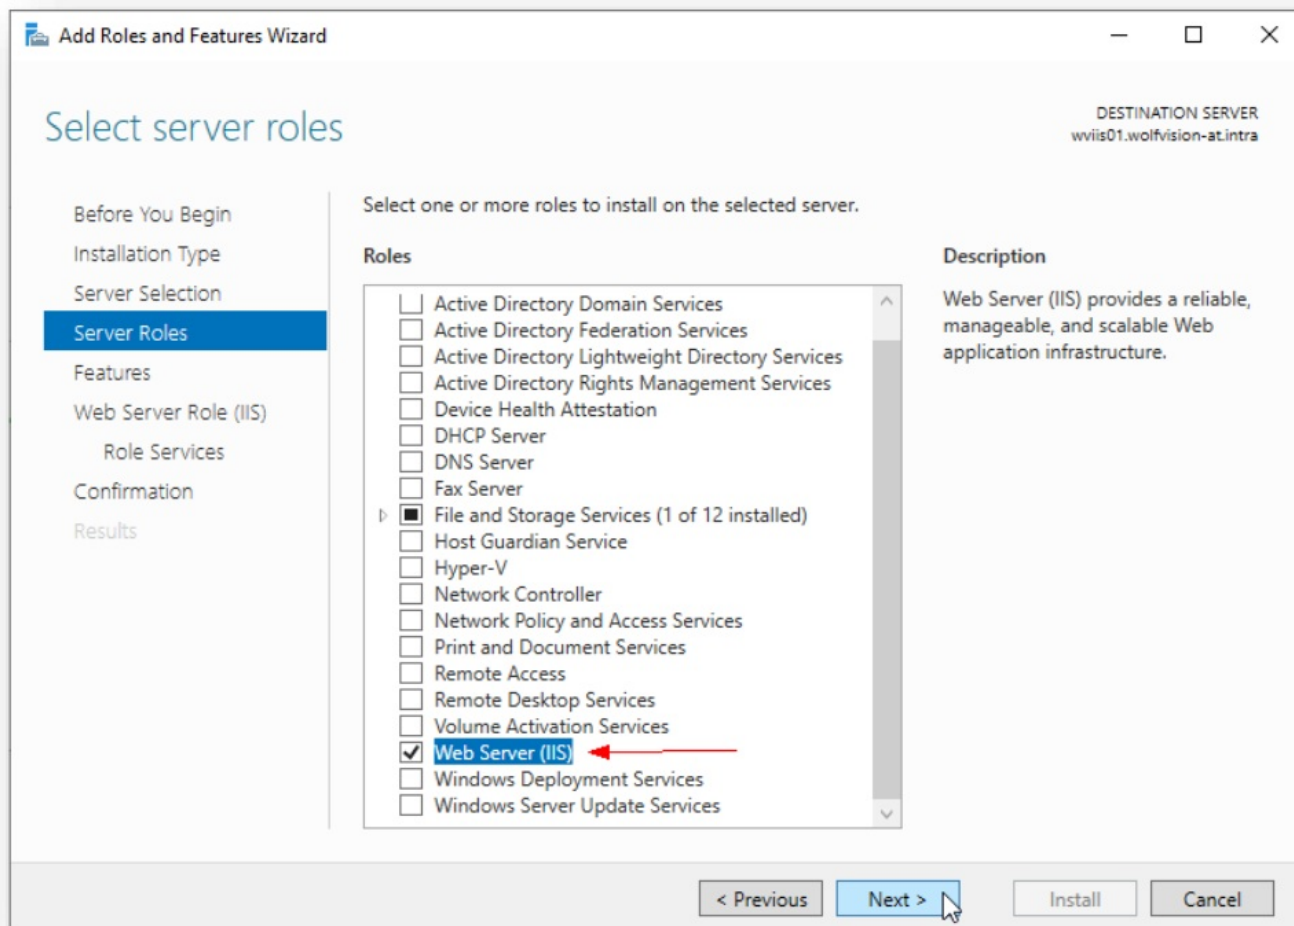 Add Roles and Features Wizard
Select server roles
DESTINATION SERVER
wviis01.wolfvision-at.intra
Before You Begin
Installation Type
Server Selection
Server Roles
Features
Web Server Role (IIS)
Role Services
Confirmation
Results
Select one or more roles to install on the selected server.
Roles
Active Directory Domain Services
Active Directory Federation Services
Active Directory Lightweight Directory Services
Active Directory Rights Management Services
Device Health Attestation
DHCP Server
DNS Server
Fax Server
File and Storage Services (1 of 12 installed)
Host Guardian Service
Hyper-V
Network Controller
Network Policy and Access Services
Print and Document Services
Remote Access
Remote Desktop Services
Volume Activation Services
Web Server (IIS)
Windows Deployment Services
Windows Server Update Services
Description
Web Server (IIS) provides a reliable,
manageable, and scalable Web
application infrastructure.
< Previous
Next >
Install
Cancel